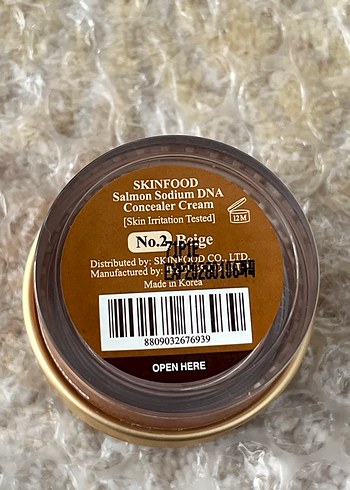 SKINFOOD
Salmon Sodium DNA
Concealer Cream
[Skin Irritation Tested]
12M
No.2 Beige
Distributed by: SKINFOOD CO., LTD.
Manufactured by:
Made in Korea
8809032676939
OPEN HERE